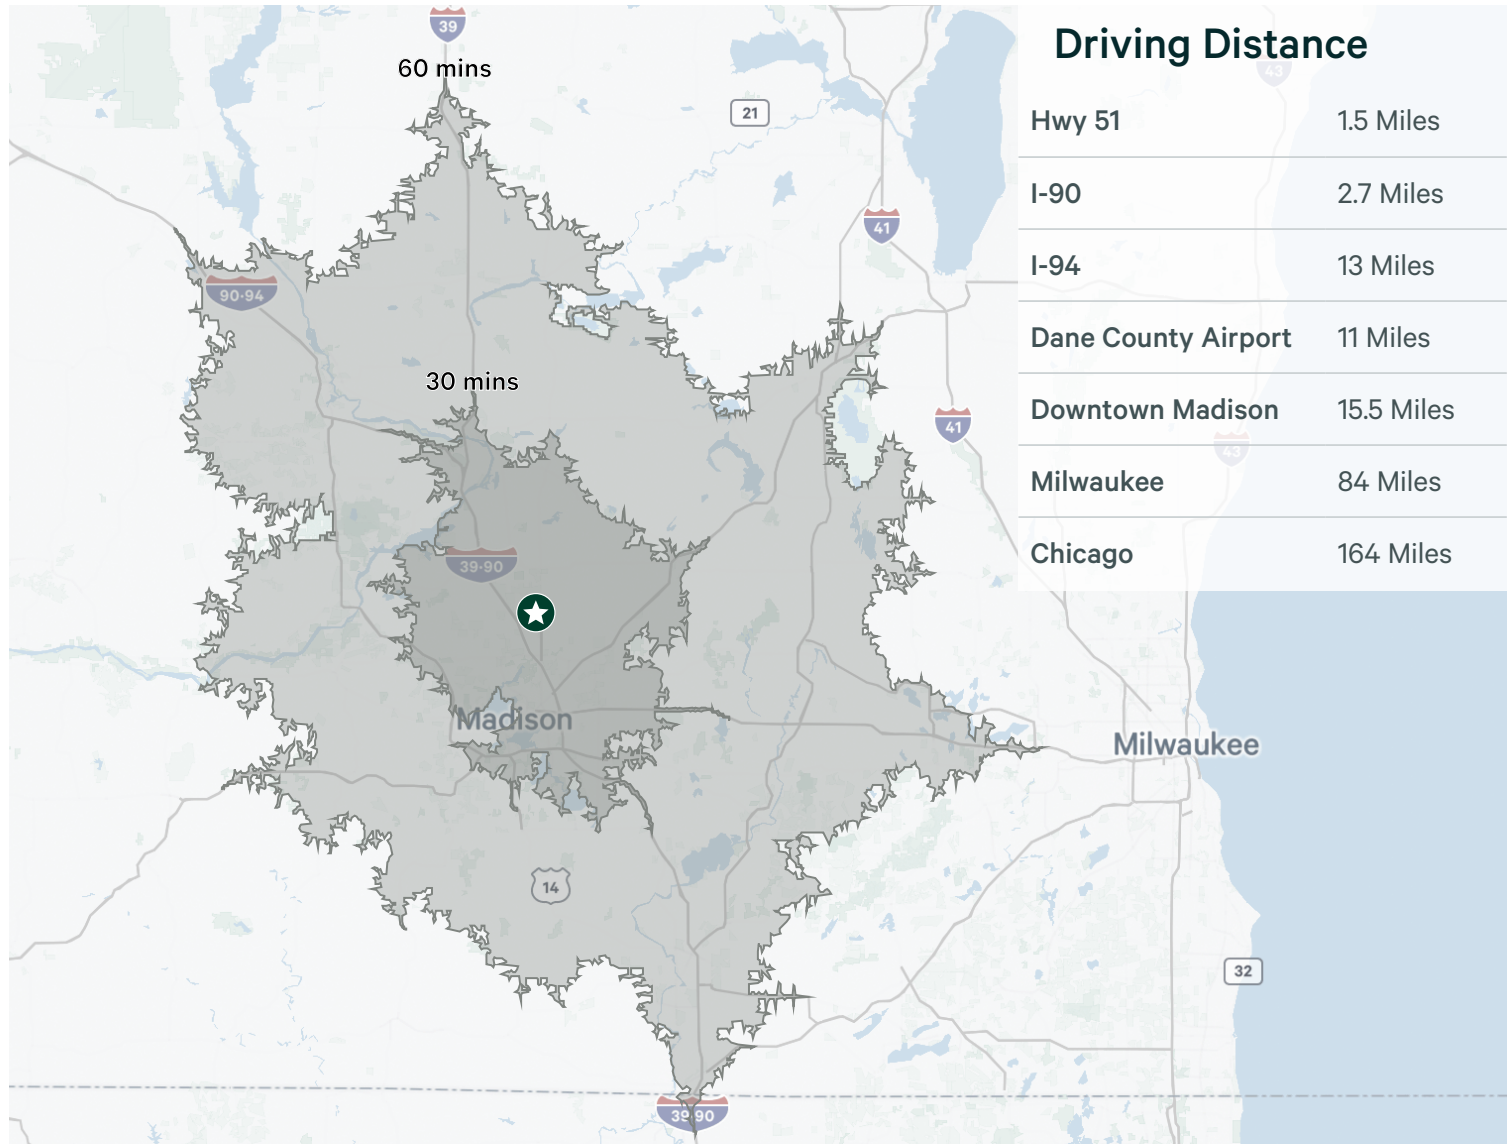 39
60 mins
21
41
90-94
30 mins
41
39-90
Madison
Milwaukee
14
32
39-90
Driving Distance
43
Hwy 51 1.5 Miles
I-90 2.7 Miles
I-94 13 Miles
Dane County Airport 11 Miles
Downtown Madison 15.5 Miles
43
Milwaukee 84 Miles
Chicago 164 Miles